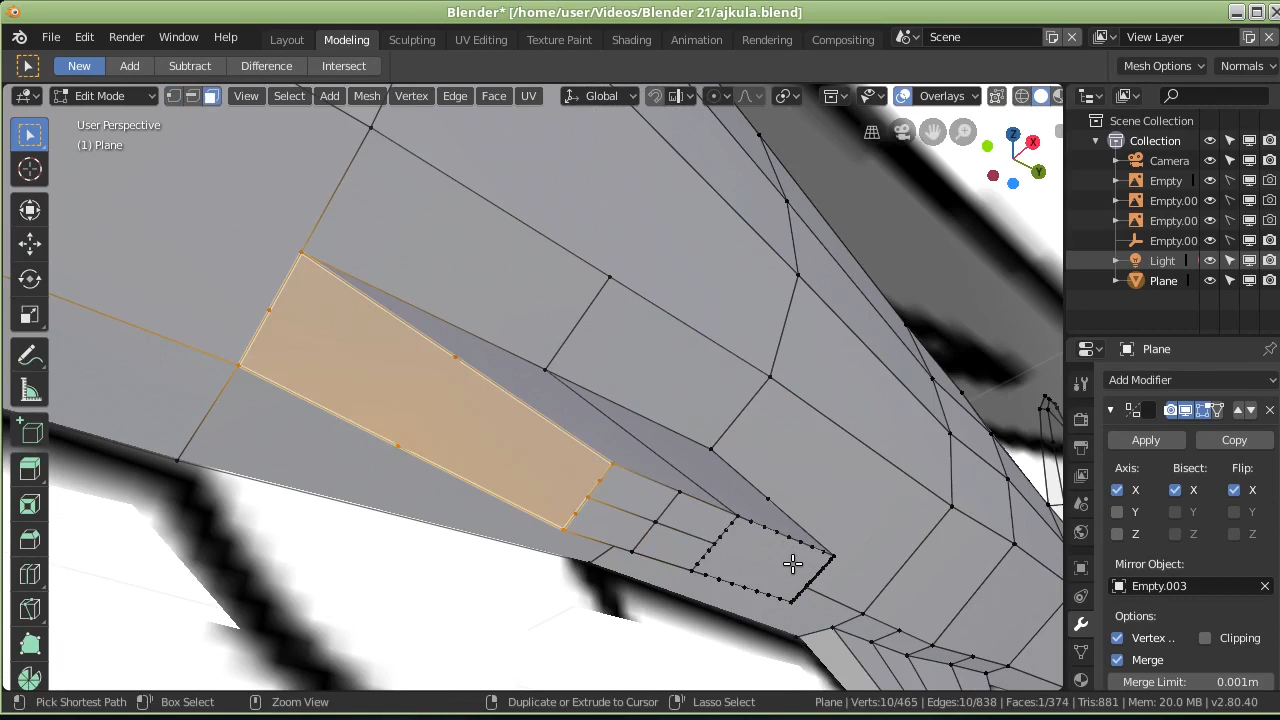 Blender* [/home/user/Videos/Blender 21/ajkula.blend]
File Edit Render Window Help Layout Modeling Sculpting UV Editing Texture Paint Shading Animation Rendering Compositing Scene View Layer
New Add Subtract Difference Intersect Mesh Options Normals
Edit Mode View Select Add Mesh Vertex Edge Face UV Global Overlays
User Perspective
(1) Plane
Z
X
Y
Scene Collection
Collection
Camera
Empty
Empty.00
Empty.00
Empty.00
Light
Plane
Plane
Add Modifier
Apply Copy
Axis: Bisect: Flip:
X X X
Y Y Y
Z Z Z
Mirror Object:
Empty.003
Options:
Vertex .. Clipping
Merge
Merge Limit: 0.001m
Pick Shortest Path Box Select Zoom View Duplicate or Extrude to Cursor Lasso Select Plane | Verts:10/465 | Edges:10/838 | Faces:1/374 | Tris:881 | Mem: 20.0 MB | v2.80.40